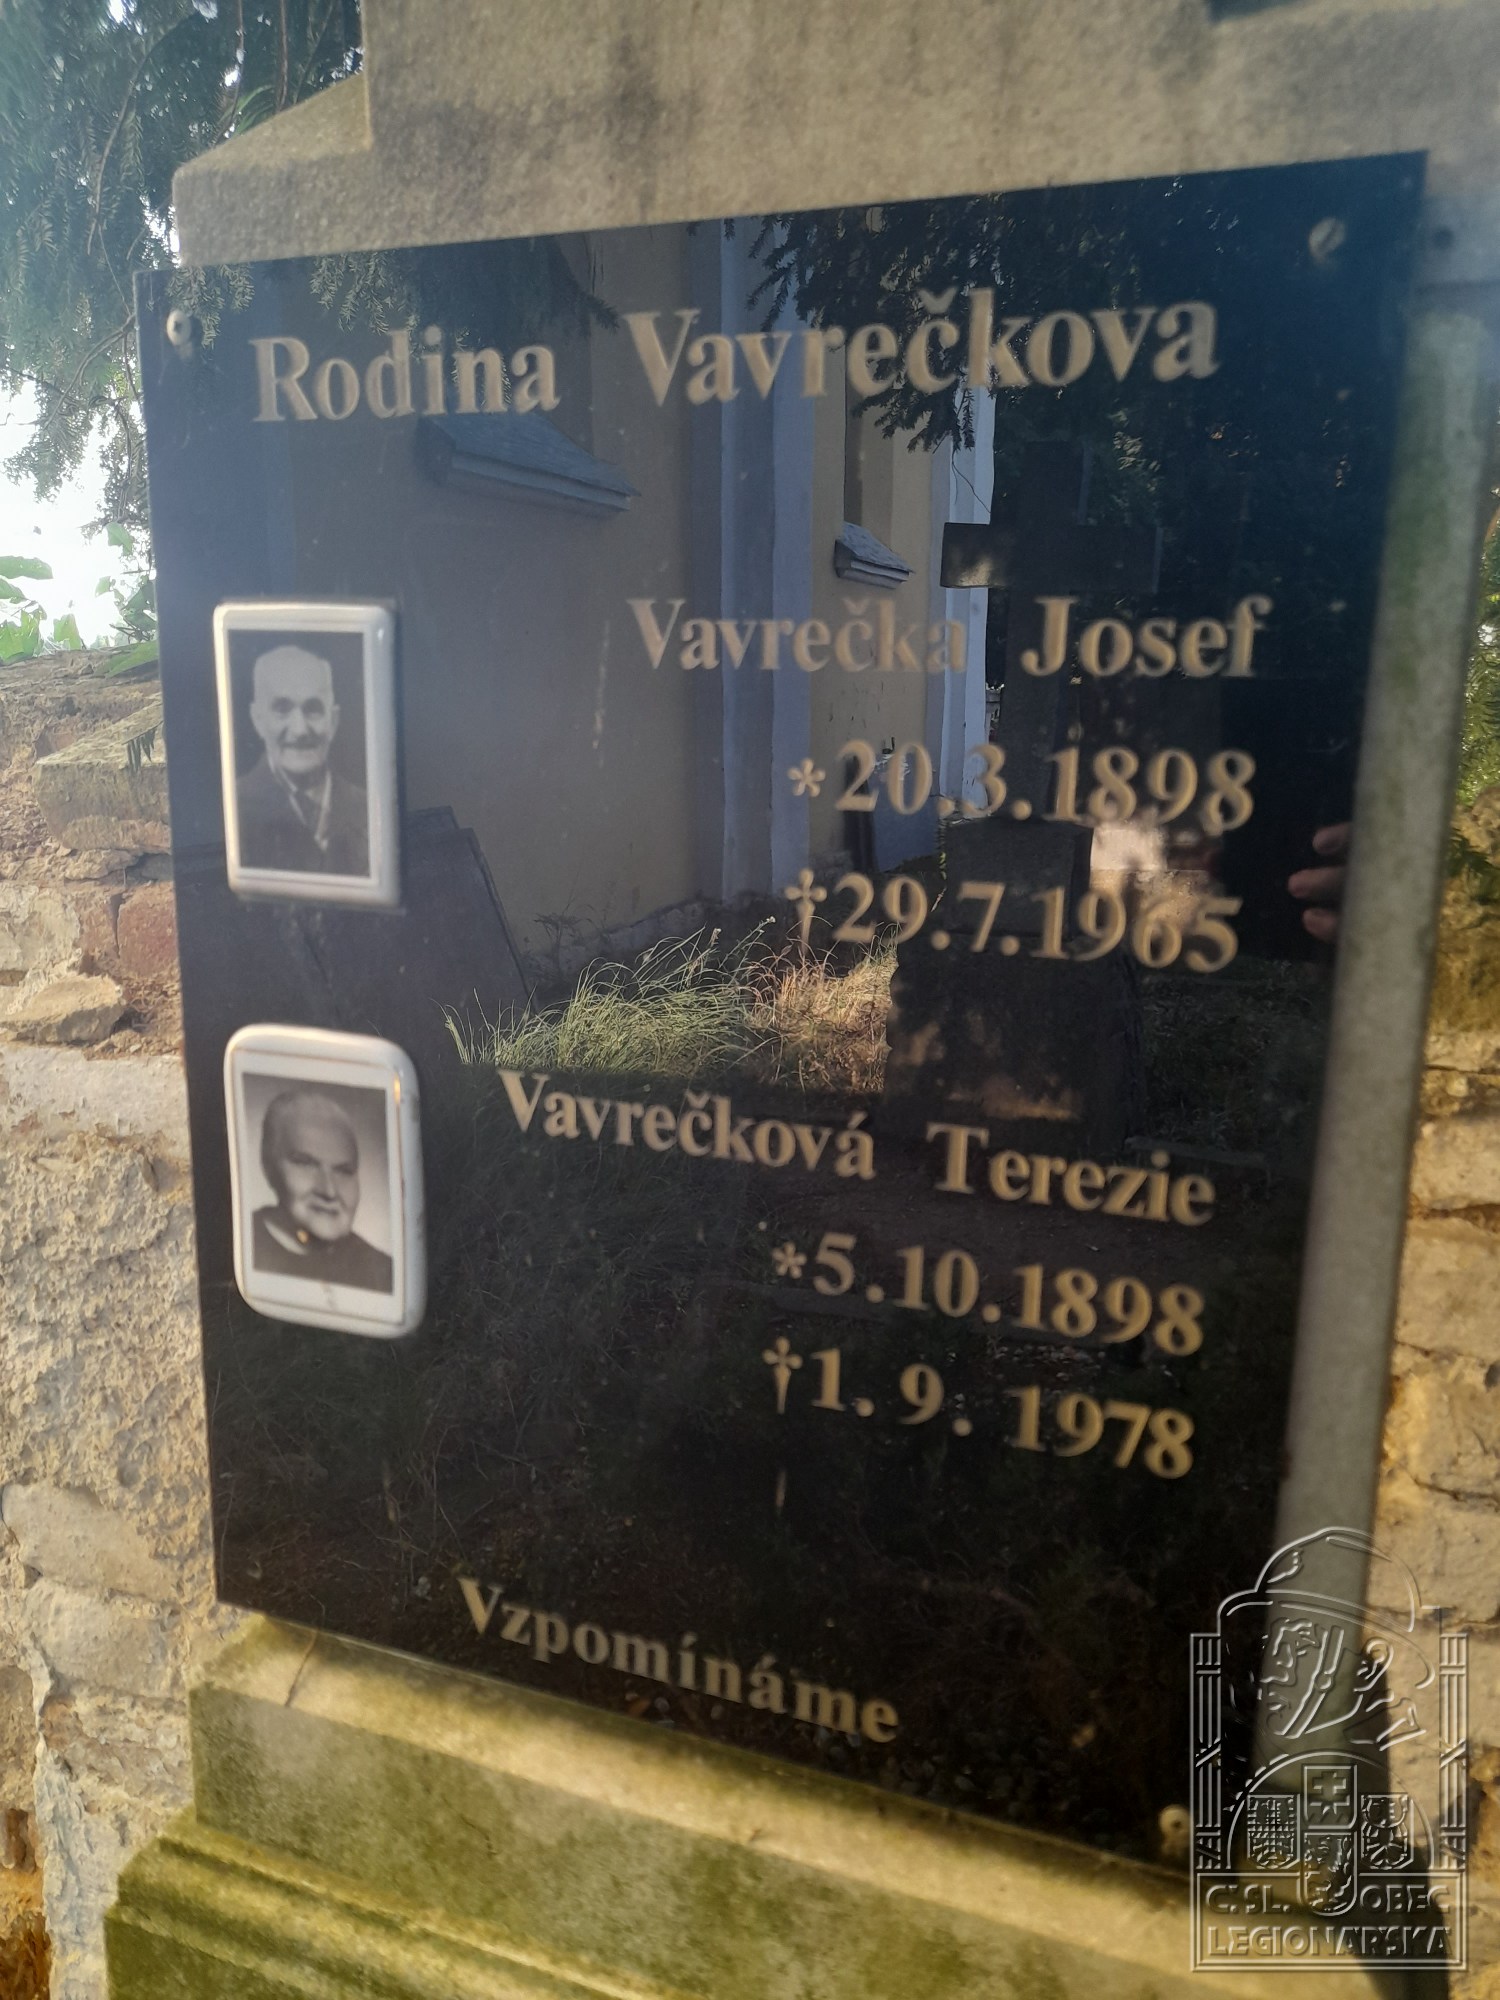 Rodina Vavrečkova
Vavrečka Josef
*20.3.1898
†29.7.1965
Vavrečková Terezie
*5.10.1898
†1.9.1978
Vzpomínáme
Č.SL. OBEC
LEGIONÁŘSKÁ